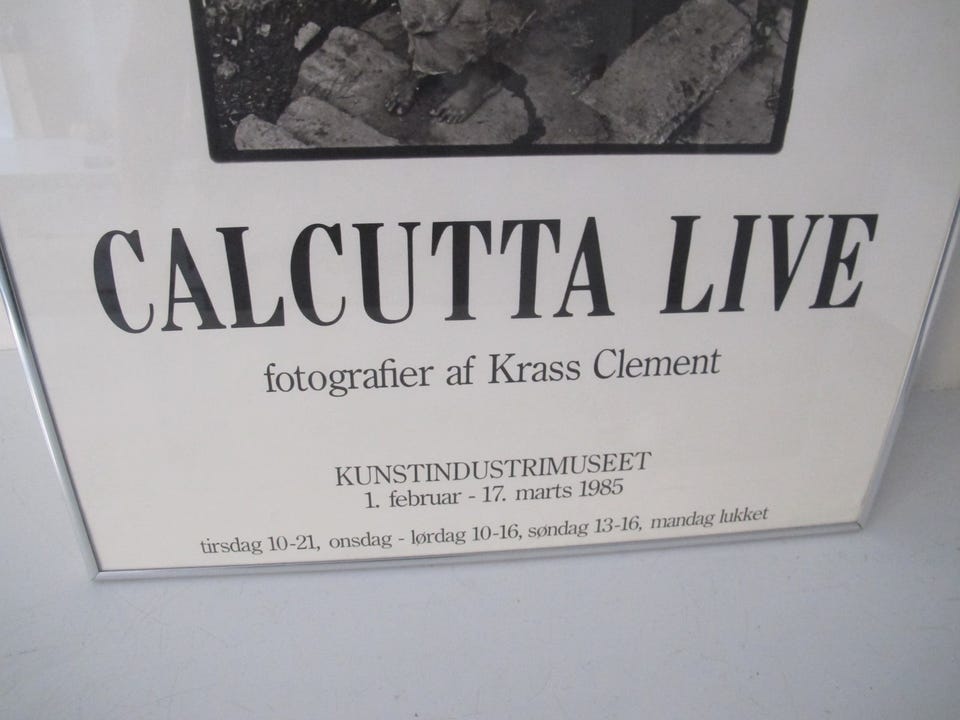 CALCUTTA LIVE
fotografier af Krass Clement
KUNSTINDUSTRIMUSEET
1. februar - 17. marts 1985
tirsdag 10-21, onsdag - lørdag 10-16, søndag 13-16, mandag lukket